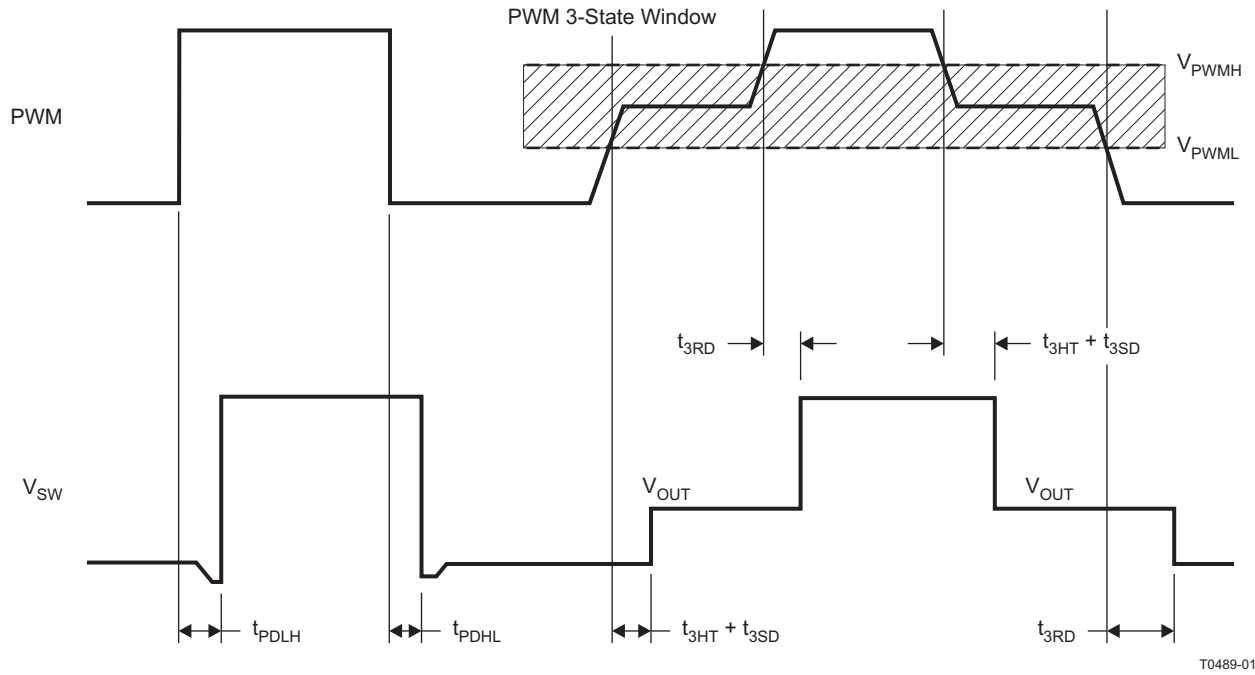 PWM 3-State Window
V_PWMH
PWM
V_PWML
t_3RD
t_3HT + t_3SD
V_SW
V_OUT
V_OUT
t_PDLH
t_PDHL
t_3HT + t_3SD
t_3RD
T0489-01